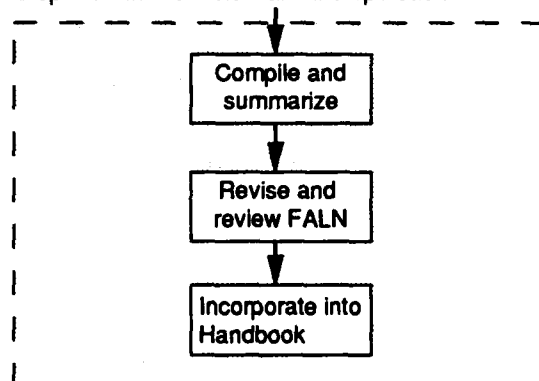 Compile and
summarize
Revise and
review FALN
Incorporate into
Handbook